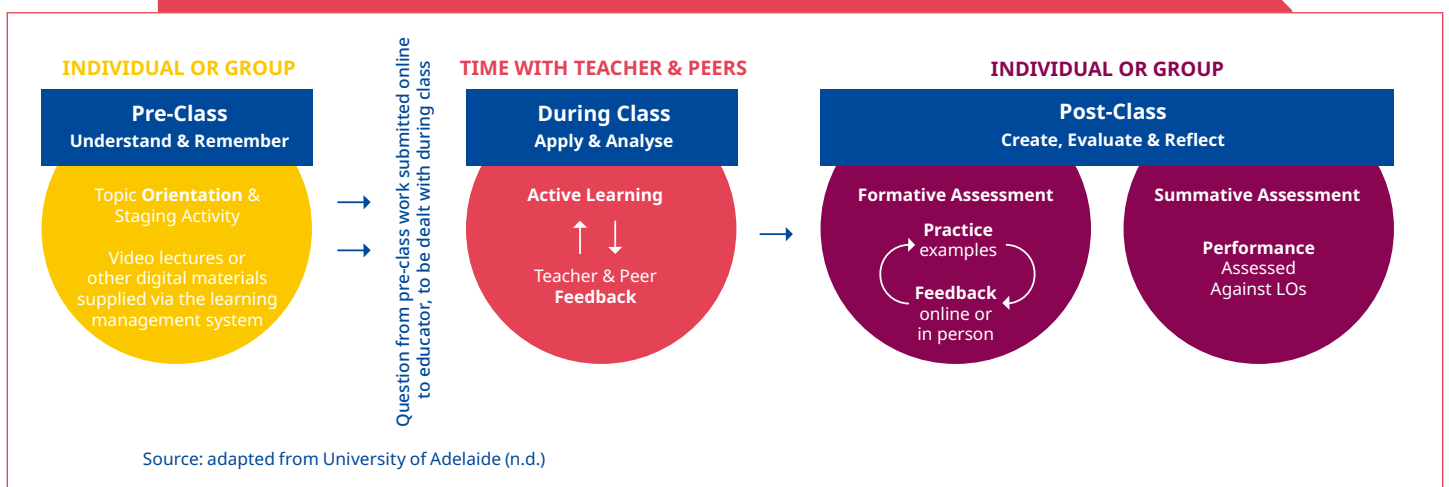 INDIVIDUAL OR GROUP
Pre-Class
Understand & Remember
Topic Orientation &
Staging Activity
Video lectures or
other digital materials
supplied via the learning
management system
Question from pre-class work submitted online
to educator, to be dealt with during class
TIME WITH TEACHER & PEERS
During Class
Apply & Analyse
Active Learning
Teacher & Peer
Feedback
INDIVIDUAL OR GROUP
Post-Class
Create, Evaluate & Reflect
Formative Assessment
Practice
examples
Feedback
online or
in person
Summative Assessment
Performance
Assessed
Against LOs
Source: adapted from University of Adelaide (n.d.)